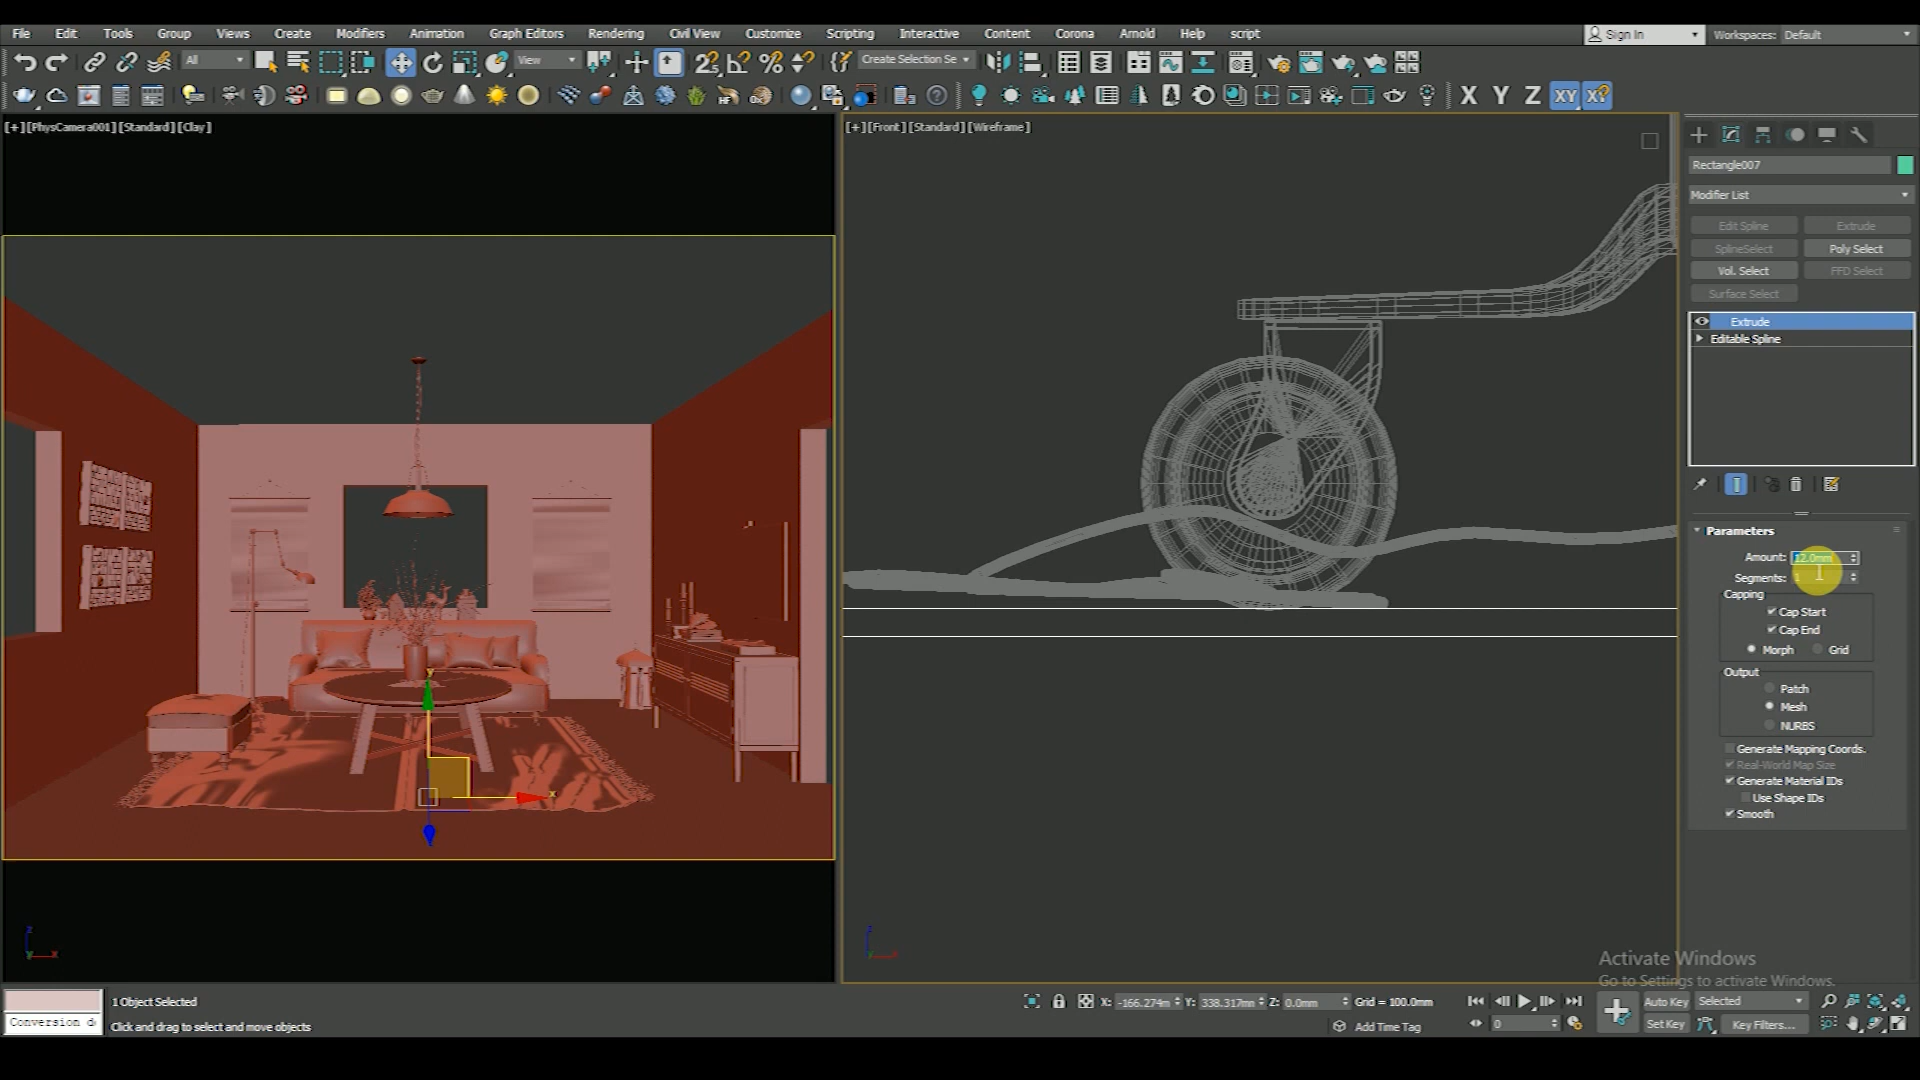 File Edit Tools Group Views Create Modifiers Animation Graph Editors Rendering Civil View Customize Scripting Interactive Content Corona Arnold Help script Sign In Workspaces: Default
All View Create Selection Se
X Y Z XY XY
[+][PhysCamera001][Standard][Clay]
[+][Front][Standard][Wireframe]
Rectangle007
Modifier List
Edit Spline Extrude
SplineSelect Poly Select
Vol. Select FFD Select
Surface Select
Extrude
Editable Spline
Parameters
Amount: 12.0mm
Segments: 1
Capping
Cap Start
Cap End
Morph Grid
Output
Patch
Mesh
NURBS
Generate Mapping Coords.
Real-World Map Size
Generate Material IDs
Use Shape IDs
Smooth
Activate Windows
Go to Settings to activate Windows.
1 Object Selected
X: -166.274m Y: 338.317mm Z: 0.0mm Grid = 100.0mm
Auto Key Selected
Conversion d
Click and drag to select and move objects
Add Time Tag
0
Set Key Key Filters...